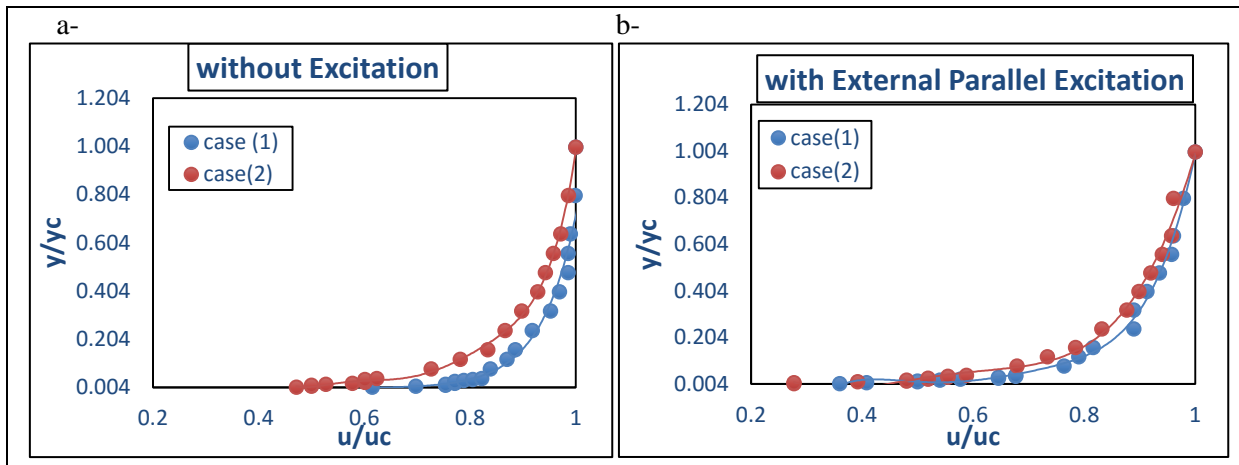 a-
without Excitation
1.204
1.004
0.804
0.604
0.404
0.204
0.004
y/yc
case (1)
case(2)
0.2 0.4 0.6 0.8 1
u/uc
b-
with External Parallel Excitation
1.204
1.004
0.804
0.604
0.404
0.204
0.004
y/yc
case(1)
case(2)
0.2 0.4 0.6 0.8 1
u/uc